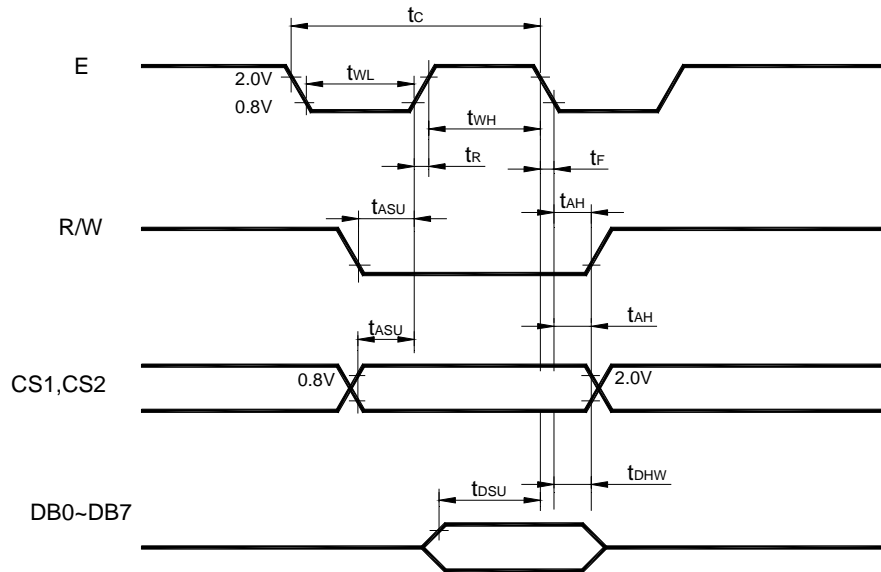 tC
E
2.0V
tWL
0.8V
tWH
tR
tF
tASU
tAH
R/W
tASU
tAH
0.8V
2.0V
CS1,CS2
tDSU
tDHW
DB0~DB7